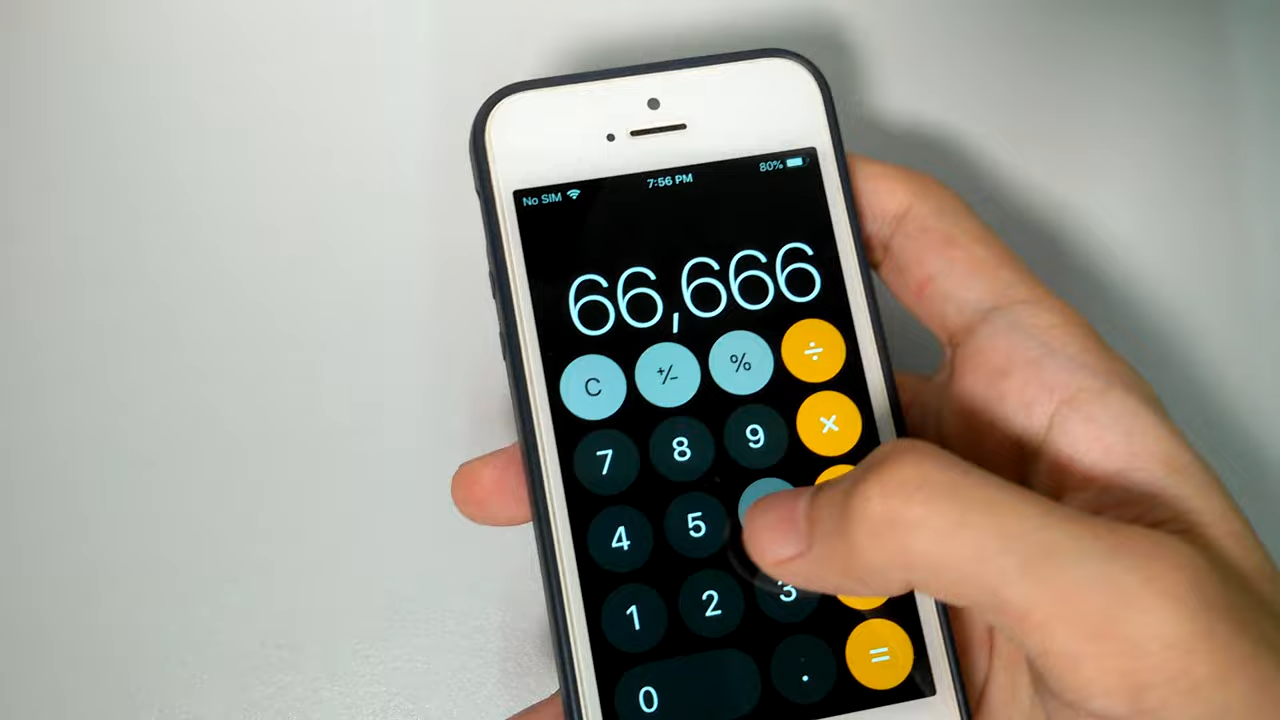 No SIM 7:56 PM 80%
66,666
C +/- % ÷
7 8 9 ×
4 5
1 2 3
0 . =